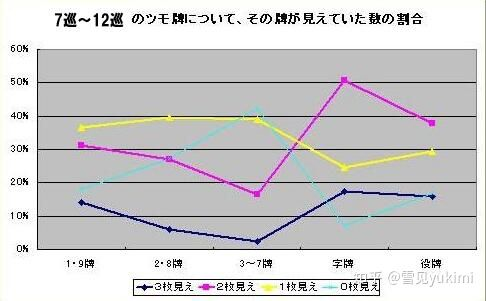 7巡～12巡 のツモ牌について、その牌が見えていた数の割合
60%
50%
40%
30%
20%
10%
0%
1・9牌 2・8牌 3～7牌 字牌 役牌
3枚見え 2枚見え 1枚見え 0枚見え
知乎 @雪见yukimi